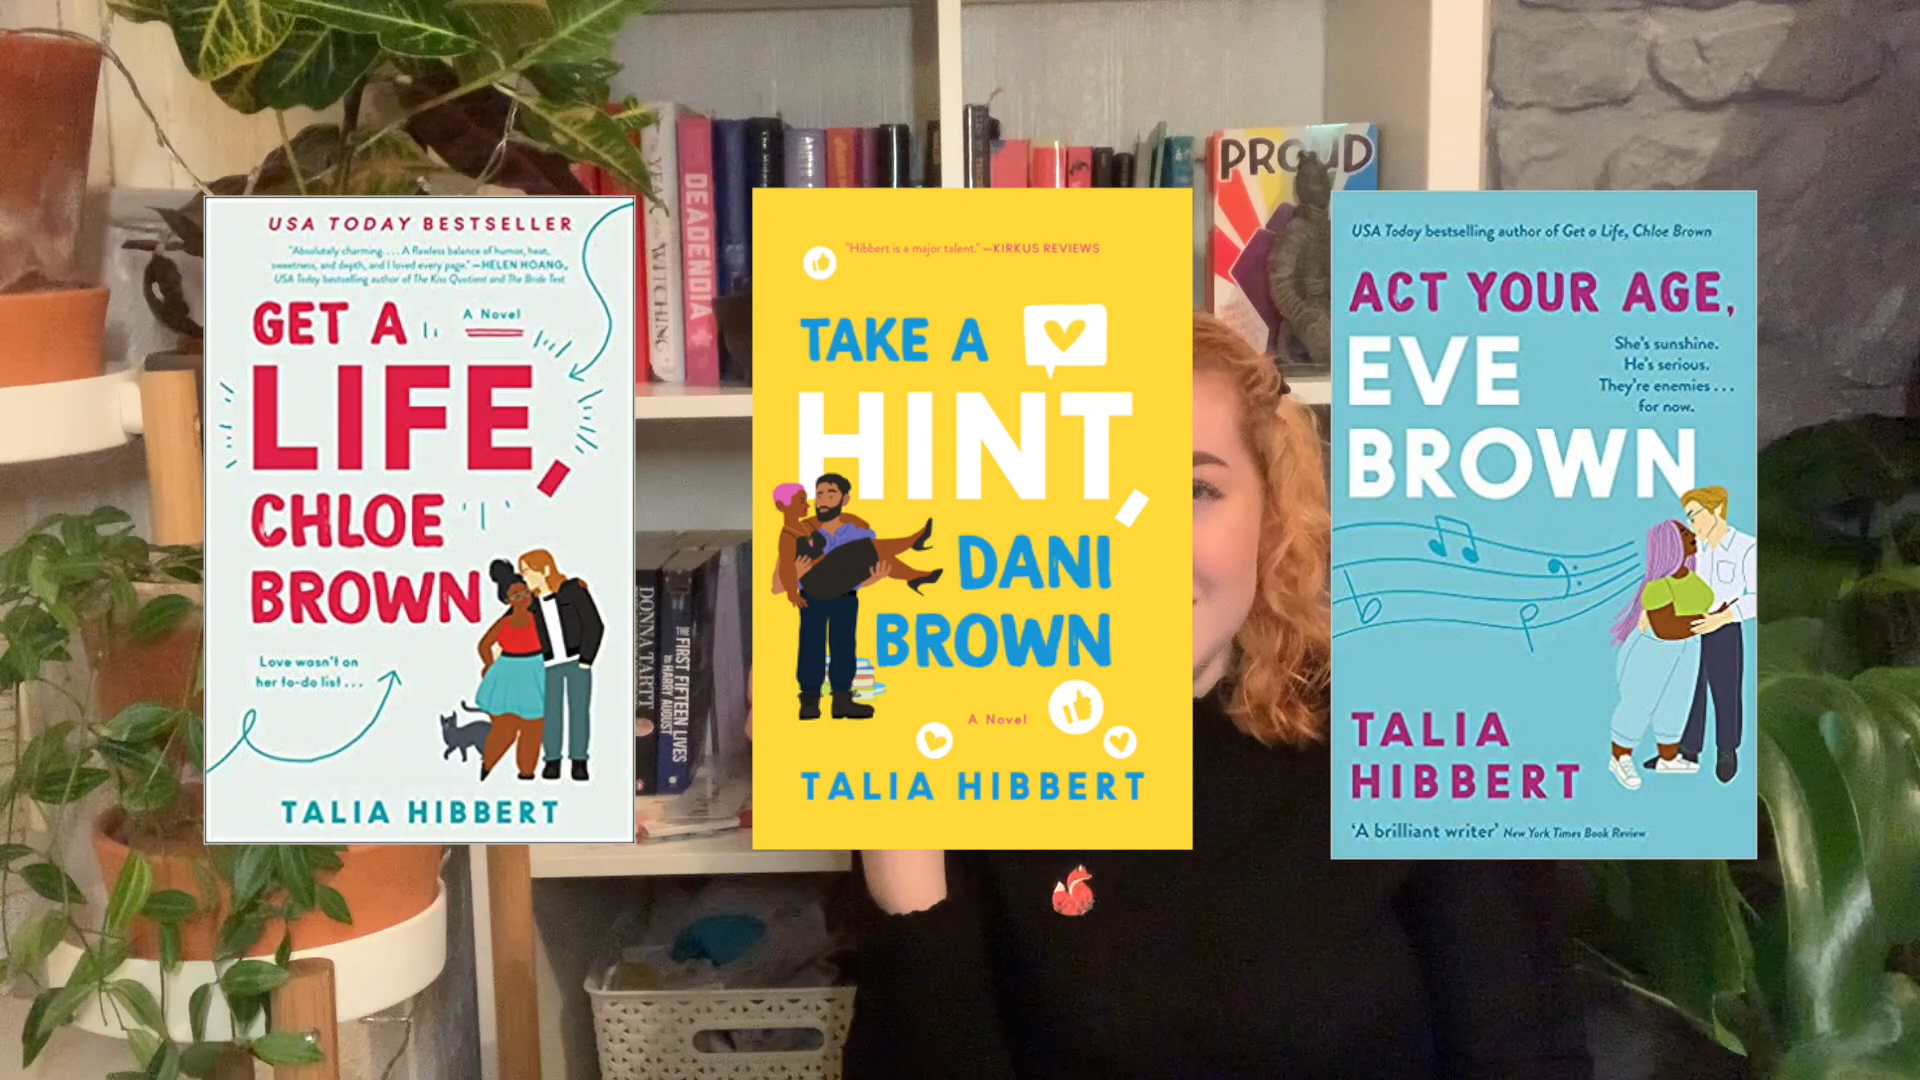 USA TODAY BESTSELLER
"Absolutely charming. . . . A flawless balance of humor, heat,
sweetness, and depth, and I loved every page." —HELEN HOANG,
USA Today bestselling author of The Kiss Quotient and The Bride Test
GET A
A Novel
LIFE,
CHLOE
BROWN
Love wasn't on
her to-do list . . .
TALIA HIBBERT
"Hibbert is a major talent." —KIRKUS REVIEWS
TAKE A
HINT,
DANI
BROWN
A Novel
TALIA HIBBERT
USA Today bestselling author of Get a Life, Chloe Brown
ACT YOUR AGE,
EVE
BROWN
She's sunshine.
He's serious.
They're enemies . . .
for now.
TALIA
HIBBERT
'A brilliant writer' New York Times Book Review
PROUD
DEADENDIA
WITCHING
DONNA TARTT
THE FIRST FIFTEEN LIVES
OF HARRY AUGUST